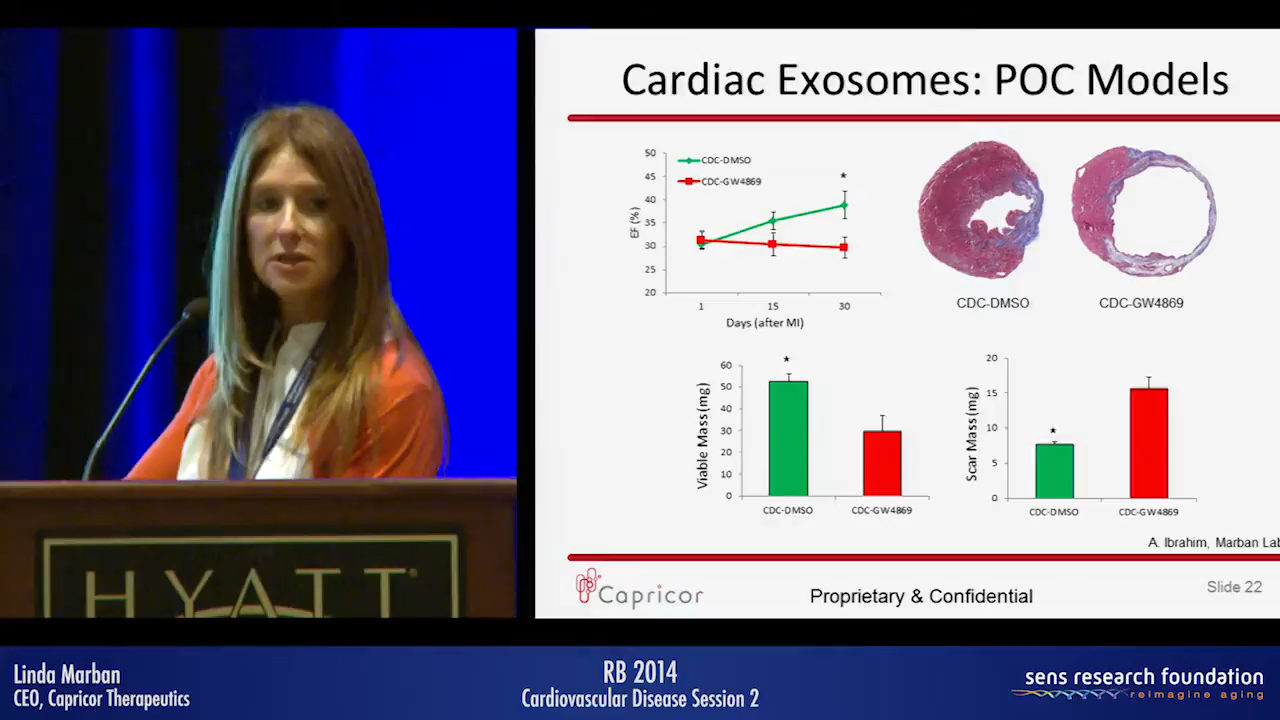 Cardiac Exosomes: POC Models
50
45
40
35
30
25
20
EF (%)
CDC-DMSO
CDC-GW4869
*
1 15 30
Days (after MI)
CDC-DMSO
CDC-GW4869
60
50
40
30
20
10
0
Viable Mass (mg)
*
CDC-DMSO
CDC-GW4869
20
15
10
5
0
Scar Mass (mg)
*
CDC-DMSO
CDC-GW4869
A. Ibrahim, Marban Lab
Capricor
Proprietary & Confidential
Slide 22
HYATT
Linda Marban
CEO, Capricor Therapeutics
RB 2014
Cardiovascular Disease Session 2
sens research foundation
reimagine aging